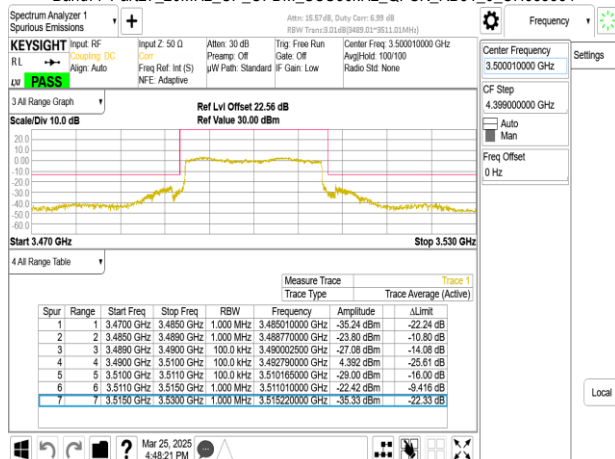 Spectrum Analyzer 1
Spurious Emissions
Attn: 15.57dB, Duty Corr: 6.99 dB
RBW Trans:3.01dB(3489.01~3511.01MHz)
Frequency
KEYSIGHT Input: RF Input Z: 50 Ω Atten: 30 dB Trig: Free Run Center Freq: 3.500010000 GHz
RL Coupling: DC Corr Preamp: Off Gate: Off Avg|Hold: 100/100
Align: Auto Freq Ref: Int (S) µW Path: Standard IF Gain: Low Radio Std: None
PASS NFE: Adaptive
Center Frequency
3.500010000 GHz
Settings
CF Step
4.399000000 GHz
Auto
Man
Freq Offset
0 Hz
3 All Range Graph
Scale/Div 10.0 dB
Ref Lvl Offset 22.56 dB
Ref Value 30.00 dBm
20.0
10.0
0.00
-10.0
-20.0
-30.0
-40.0
-50.0
-60.0
Start 3.470 GHz Stop 3.530 GHz
4 All Range Table
Measure Trace Trace 1
Trace Type Trace Average (Active)
Spur Range Start Freq Stop Freq RBW Frequency Amplitude ΔLimit
1 1 3.4700 GHz 3.4850 GHz 1.000 MHz 3.485010000 GHz -35.24 dBm -22.24 dB
2 2 3.4850 GHz 3.4890 GHz 1.000 MHz 3.488770000 GHz -23.80 dBm -10.80 dB
3 3 3.4890 GHz 3.4900 GHz 100.0 kHz 3.490002500 GHz -27.08 dBm -14.08 dB
4 4 3.4900 GHz 3.5100 GHz 100.0 kHz 3.492790000 GHz 4.392 dBm -25.61 dB
5 5 3.5100 GHz 3.5110 GHz 100.0 kHz 3.510165000 GHz -29.00 dBm -16.00 dB
6 6 3.5110 GHz 3.5150 GHz 1.000 MHz 3.511010000 GHz -22.42 dBm -9.416 dB
7 7 3.5150 GHz 3.5300 GHz 1.000 MHz 3.515220000 GHz -35.33 dBm -22.33 dB
Local
Mar 25, 2025
4:48:21 PM